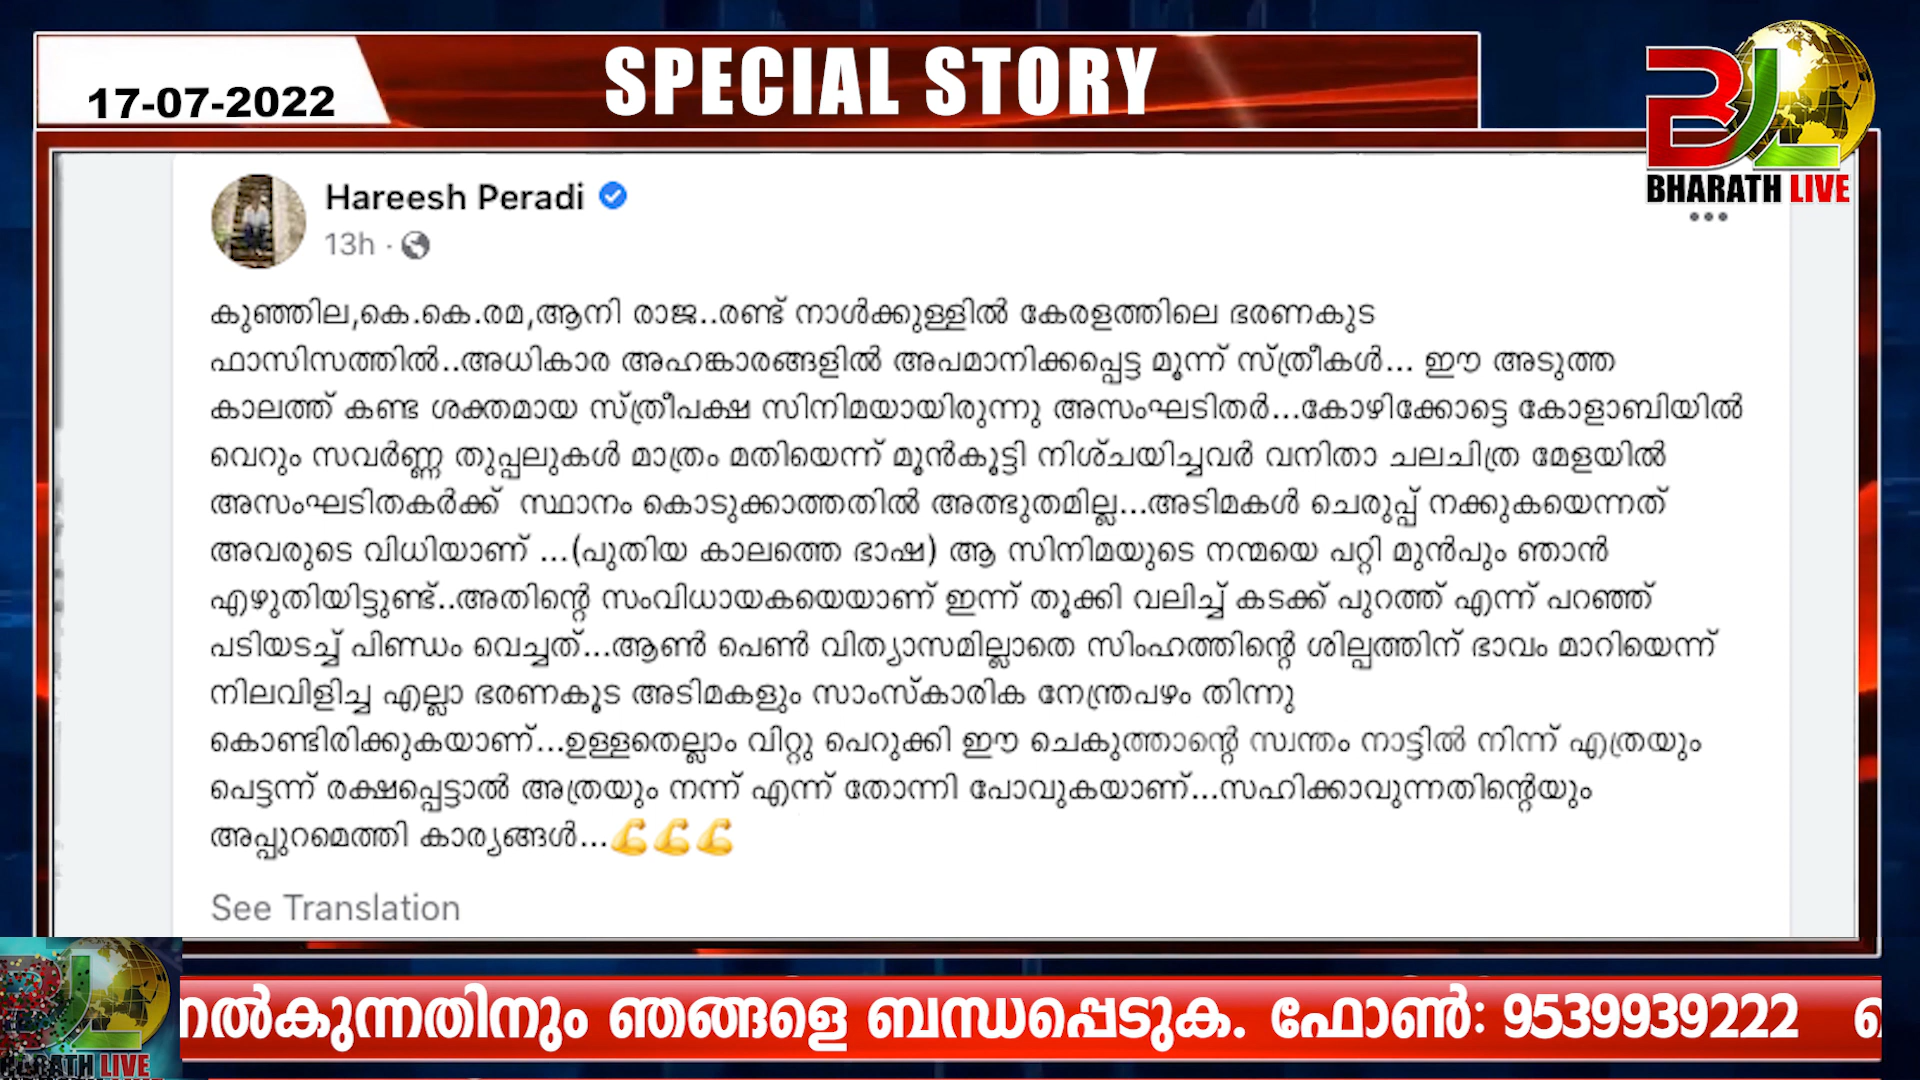 17-07-2022
SPECIAL STORY
BL
BHARATH LIVE
Hareesh Peradi
13h ·
കുഞ്ഞില,കെ.കെ.രമ,ആനി രാജ..രണ്ട് നാൾക്കുള്ളിൽ കേരളത്തിലെ ഭരണകുട
ഫാസിസത്തിൽ..അധികാര അഹങ്കാരങ്ങളിൽ അപമാനിക്കപ്പെട്ട മൂന്ന് സ്ത്രീകൾ... ഈ അടുത്ത
കാലത്ത് കണ്ട ശക്തമായ സ്ത്രീപക്ഷ സിനിമയായിരുന്നു അസംഘടിതർ...കോഴിക്കോട്ടെ കോളാബിയിൽ
വെറും സവർണ്ണ തുപ്പലുകൾ മാത്രം മതിയെന്ന് മൂൻകൂട്ടി നിശ്ചയിച്ചവർ വനിതാ ചലചിത്ര മേളയിൽ
അസംഘടിതകർക്ക് സ്ഥാനം കൊടുക്കാത്തതിൽ അത്ഭുതമില്ല...അടിമകൾ ചെരുപ്പ് നക്കുകയെന്നത്
അവരുടെ വിധിയാണ് ...(പുതിയ കാലത്തെ ഭാഷ) ആ സിനിമയുടെ നന്മയെ പറ്റി മുൻപും ഞാൻ
എഴുതിയിട്ടുണ്ട്..അതിന്റെ സംവിധായകയെയാണ് ഇന്ന് തൂക്കി വലിച്ച് കടക്ക് പുറത്ത് എന്ന് പറഞ്ഞ്
പടിയടച്ച് പിണ്ഡം വെച്ചത്...ആൺ പെൺ വിത്യാസമില്ലാതെ സിംഹത്തിന്റെ ശില്പത്തിന് ഭാവം മാറിയെന്ന്
നിലവിളിച്ച എല്ലാ ഭരണകൂട അടിമകളും സാംസ്കാരിക നേന്ത്രപഴം തിന്നു
കൊണ്ടിരിക്കുകയാണ്...ഉള്ളതെല്ലാം വിറ്റു പെറുക്കി ഈ ചെകുത്താന്റെ സ്വന്തം നാട്ടിൽ നിന്ന് എത്രയും
പെട്ടന്ന് രക്ഷപ്പെട്ടാൽ അത്രയും നന്ന് എന്ന് തോന്നി പോവുകയാണ്...സഹിക്കാവുന്നതിന്റെയും
അപ്പുറമെത്തി കാര്യങ്ങൾ...💪💪💪
See Translation
നൽകുന്നതിനും ഞങ്ങളെ ബന്ധപ്പെടുക. ഫോൺ: 9539939222
BHARATH LIVE